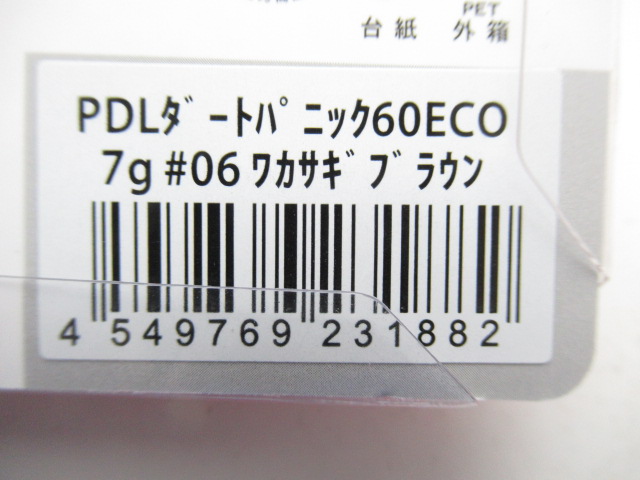 PET
台紙 外箱
PDLﾀﾞｰﾄﾊﾟﾆｯｸ60ECO
7g #06 ﾜｶｻｷﾞﾌﾞﾗｳﾝ
4 549769 231882